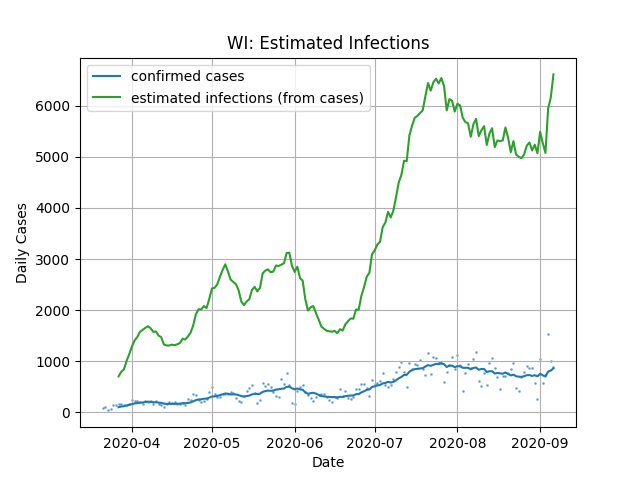 WI: Estimated Infections
confirmed cases
estimated infections (from cases)
Daily Cases
6000
5000
4000
3000
2000
1000
0
2020-04 2020-05 2020-06 2020-07 2020-08 2020-09
Date